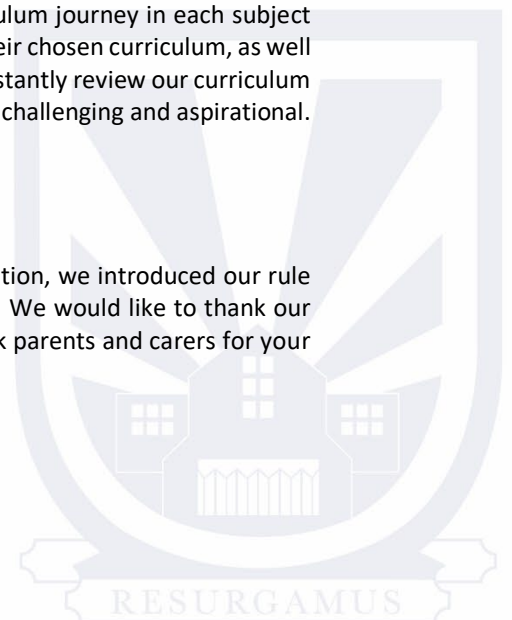 ulum journey in each subject
eir chosen curriculum, as well
stantly review our curriculum
challenging and aspirational.
tion, we introduced our rule
We would like to thank our
k parents and carers for your
RESURGAMUS